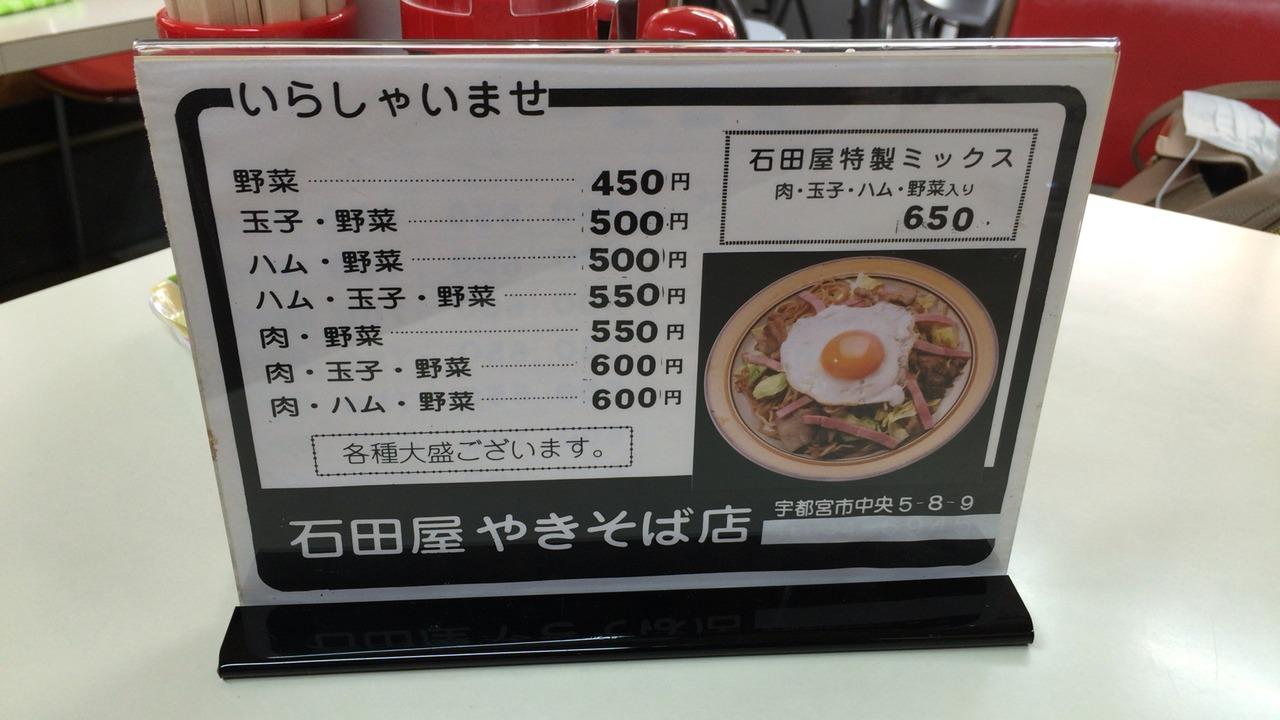 いらしゃいませ
野菜 450円
玉子・野菜 500円
ハム・野菜 500円
ハム・玉子・野菜 550円
肉・野菜 550円
肉・玉子・野菜 600円
肉・ハム・野菜 600円
各種大盛ございます。
石田屋特製ミックス
肉・玉子・ハム・野菜入り
650
石田屋やきそば店
宇都宮市中央5-8-9